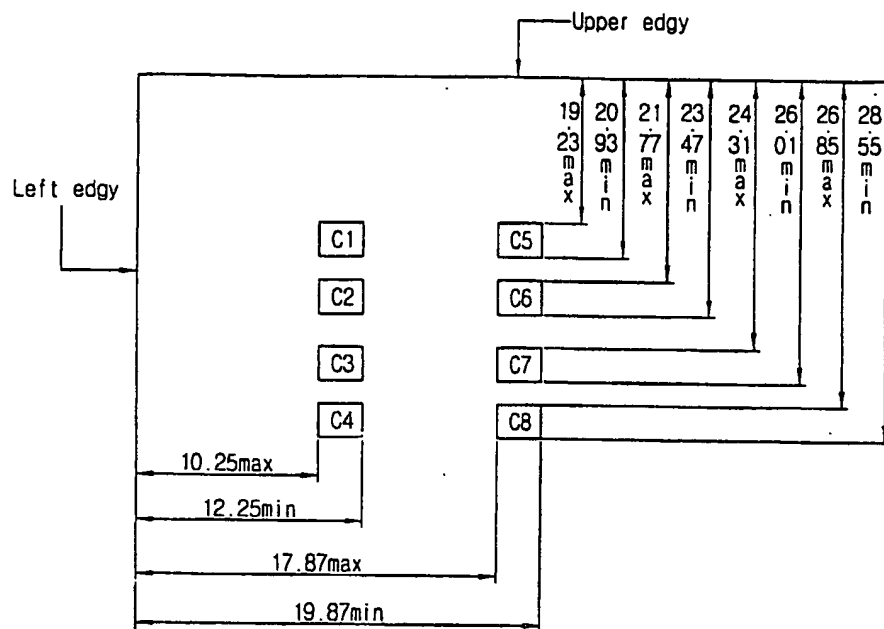 Upper edgy
19.23max
20.93min
21.77max
23.47min
24.31max
26.01min
26.85max
28.55min
Left edgy
C1
C5
C2
C6
C3
C7
C4
C8
10.25max
12.25min
17.87max
19.87min